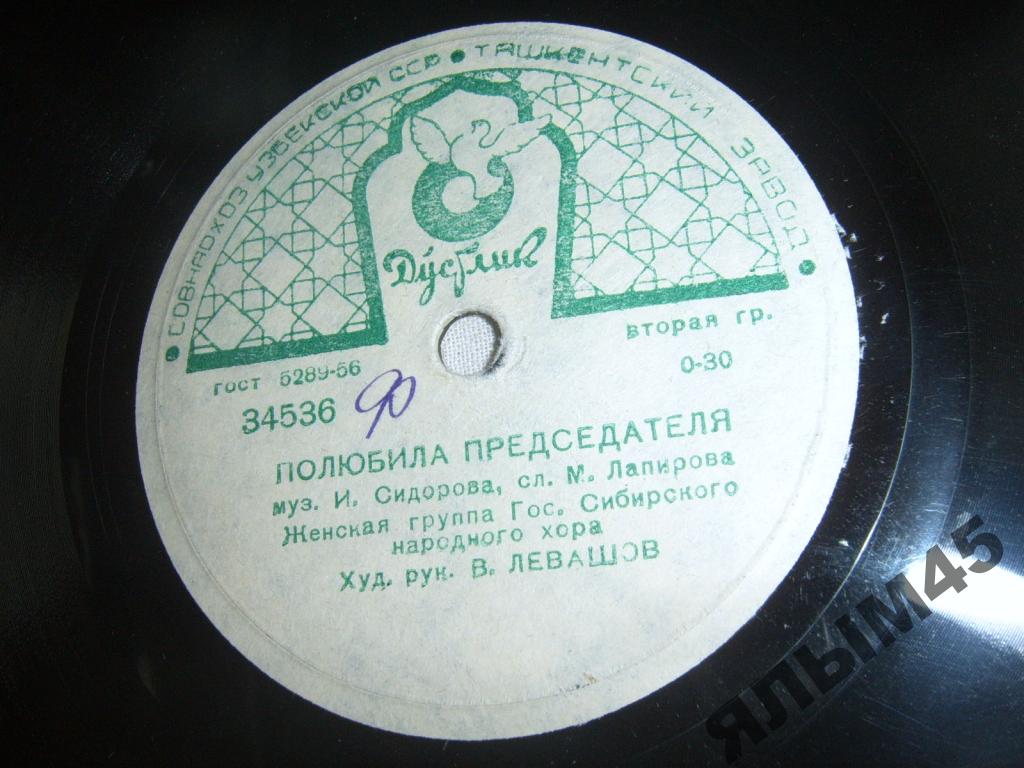 СОВНАРХОЗ УЗБЕКСКОЙ ССР • ТАШКЕНТСКИЙ ЗАВОД
Дўстлик
ГОСТ 5289-56
вторая гр.
34536
90
0-30
ПОЛЮБИЛА ПРЕДСЕДАТЕЛЯ
муз. И. Сидорова, сл. М. Лапирова
Женская группа Гос. Сибирского
народного хора
Худ. рук. В. ЛЕВАШОВ
ЯЛЫМ45